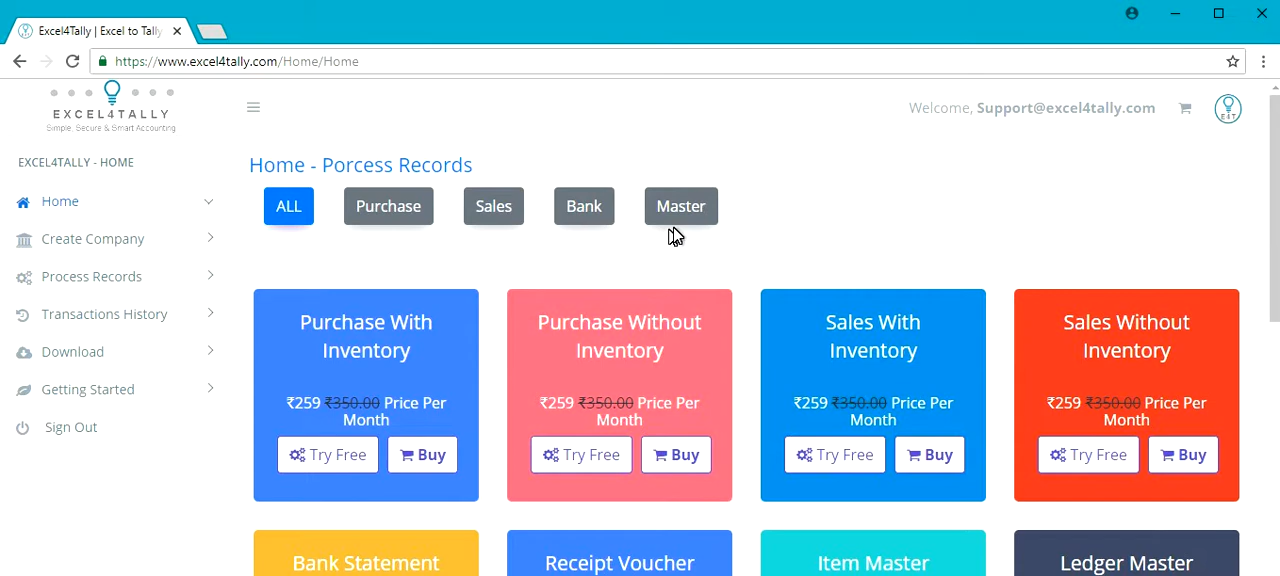 Excel4Tally | Excel to Tally
https://www.excel4tally.com/Home/Home
EXCEL4TALLY
Simple, Secure & Smart Accounting
Welcome, Support@excel4tally.com
E4T
EXCEL4TALLY - HOME
Home
Create Company
Process Records
Transactions History
Download
Getting Started
Sign Out
Home - Porcess Records
ALL
Purchase
Sales
Bank
Master
Purchase With
Inventory
₹259 ₹350.00 Price Per
Month
Try Free
Buy
Purchase Without
Inventory
₹259 ₹350.00 Price Per
Month
Try Free
Buy
Sales With
Inventory
₹259 ₹350.00 Price Per
Month
Try Free
Buy
Sales Without
Inventory
₹259 ₹350.00 Price Per
Month
Try Free
Buy
Bank Statement
Receipt Voucher
Item Master
Ledger Master